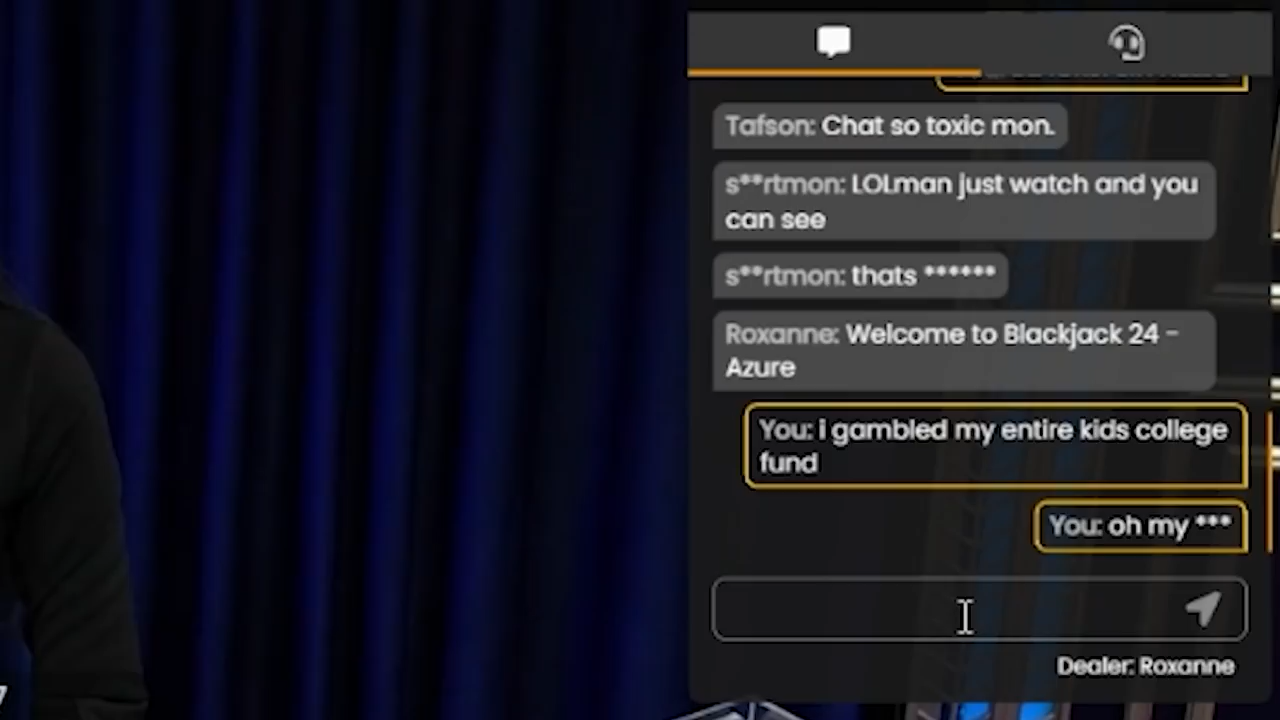 Tafson: Chat so toxic mon.
s**rtmon: LOLman just watch and you
can see
s**rtmon: thats ******
Roxanne: Welcome to Blackjack 24 -
Azure
You: i gambled my entire kids college
fund
You: oh my ***
Dealer: Roxanne
7